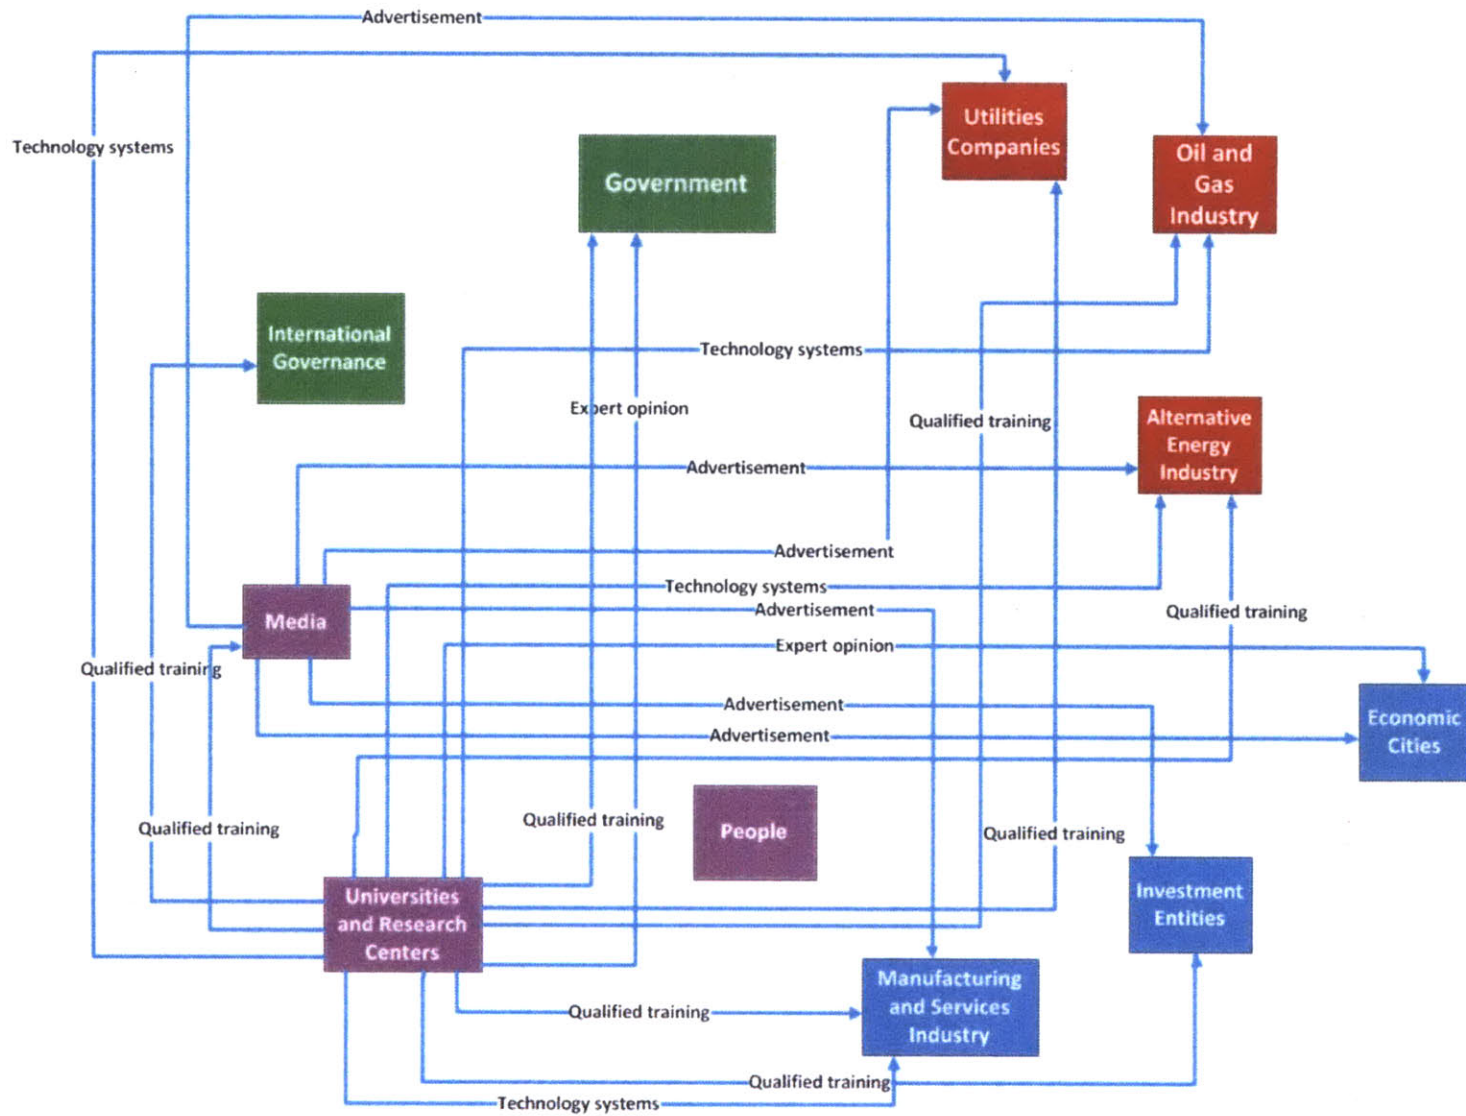 Advertisement
Technology systems
Utilities
Companies
Oil and
Gas
Industry
Government
International
Governance
Technology systems
Expert opinion
Qualified training
Alternative
Energy
Industry
Advertisement
Advertisement
Technology systems
Advertisement
Qualified training
Media
Expert opinion
Qualified training
Advertisement
Advertisement
Economic
Cities
Qualified training
Qualified training
People
Qualified training
Universities
and Research
Centers
Investment
Entities
Manufacturing
and Services
Industry
Qualified training
Qualified training
Technology systems